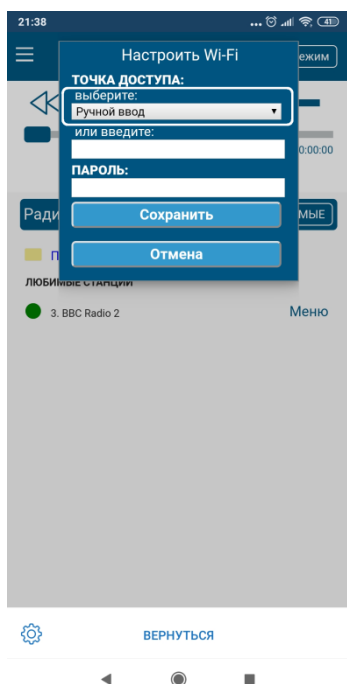 21:38
41
Настроить Wi-Fi
ежим
ТОЧКА ДОСТУПА:
выберите:
Ручной ввод
или введите:
0:00:00
ПАРОЛЬ:
Ради
Сохранить
МЫЕ
П
Отмена
ЛЮБИМЫЕ СТАНЦИИ
3. BBC Radio 2
Меню
ВЕРНУТЬСЯ